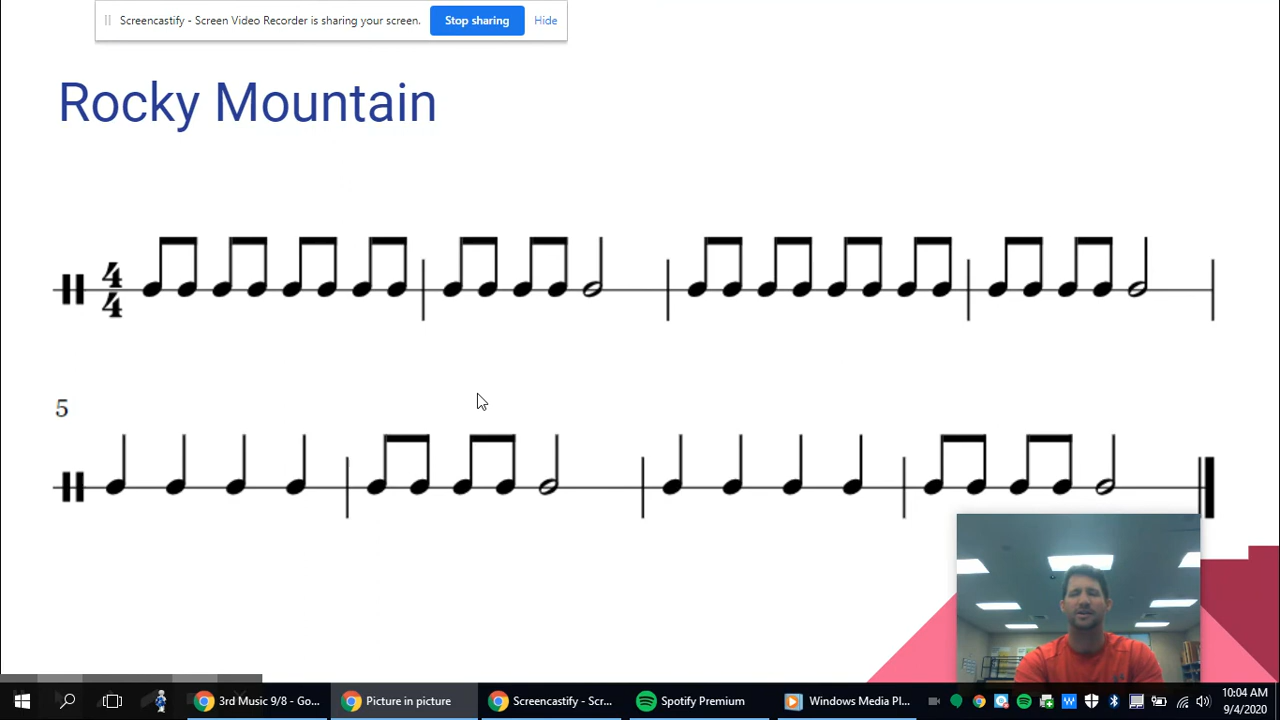 Screencastify - Screen Video Recorder is sharing your screen. Stop sharing Hide
Rocky Mountain
4
4
5
3rd Music 9/8 - Go... Picture in picture Screencastify - Scr... Spotify Premium Windows Media Pl... 10:04 AM
9/4/2020